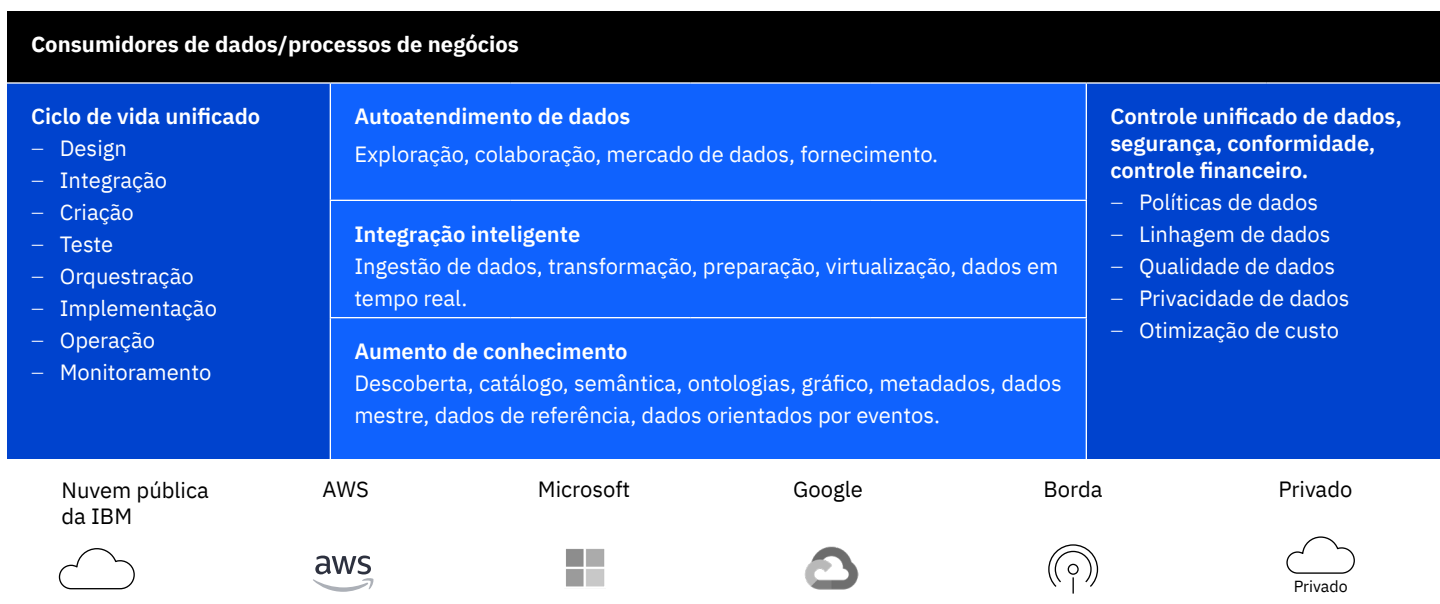 Consumidores de dados/processos de negócios
Ciclo de vida unificado
– Design
– Integração
– Criação
– Teste
– Orquestração
– Implementação
– Operação
– Monitoramento
Autoatendimento de dados
Exploração, colaboração, mercado de dados, fornecimento.
Integração inteligente
Ingestão de dados, transformação, preparação, virtualização, dados em
tempo real.
Aumento de conhecimento
Descoberta, catálogo, semântica, ontologias, gráfico, metadados, dados
mestre, dados de referência, dados orientados por eventos.
Controle unificado de dados,
segurança, conformidade,
controle financeiro.
– Políticas de dados
– Linhagem de dados
– Qualidade de dados
– Privacidade de dados
– Otimização de custo
Nuvem pública
da IBM
AWS
Microsoft
Google
Borda
Privado
aws
Privado